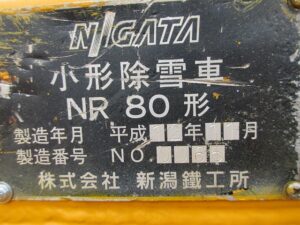 NIIGATA
小形除雪車
NR 80 形
製造年月 平成 年 月
製造番号 NO.
株式会社 新潟鐵工所